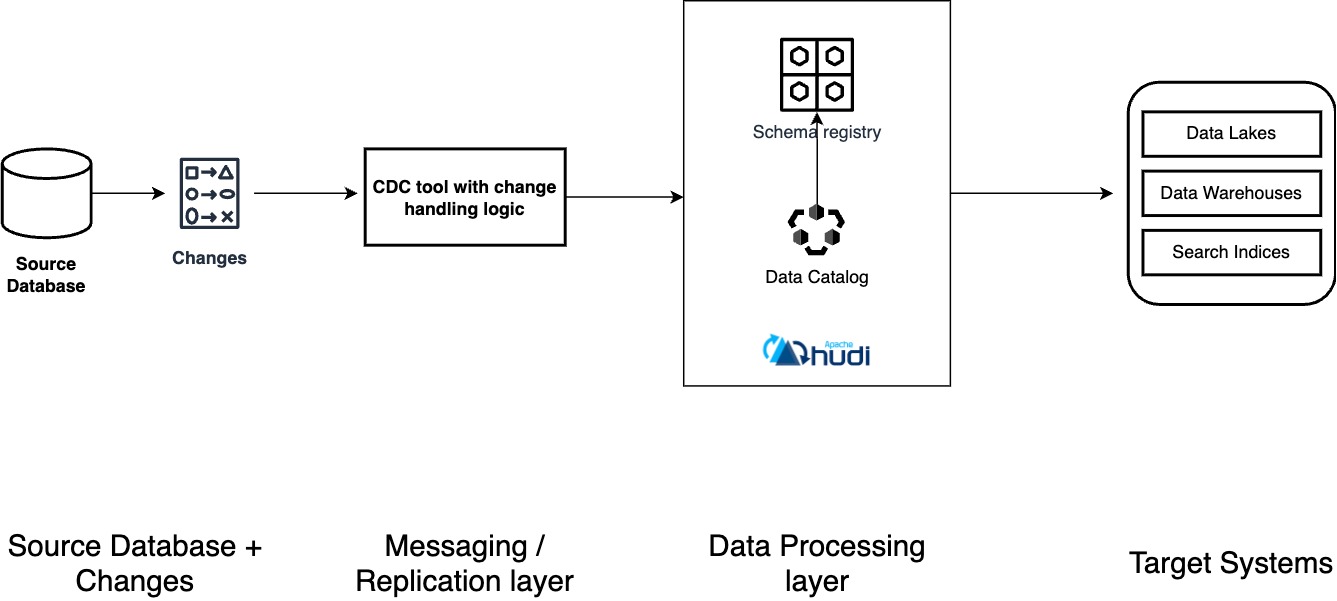 Source
Database
Changes
CDC tool with change
handling logic
Schema registry
Data Catalog
Apache
hudi
Data Lakes
Data Warehouses
Search Indices
Source Database +
Changes
Messaging /
Replication layer
Data Processing
layer
Target Systems